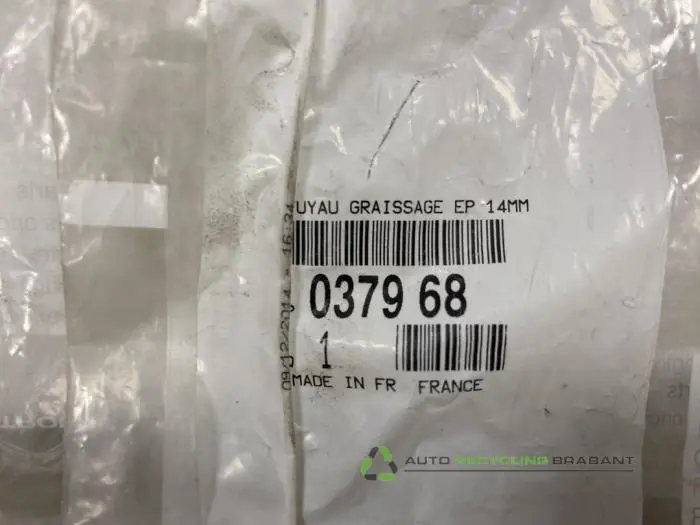 UYAU GRAISSAGE EP 14MM
0379 68
1
MADE IN FR FRANCE
AUTO RECYCLING BRABANT